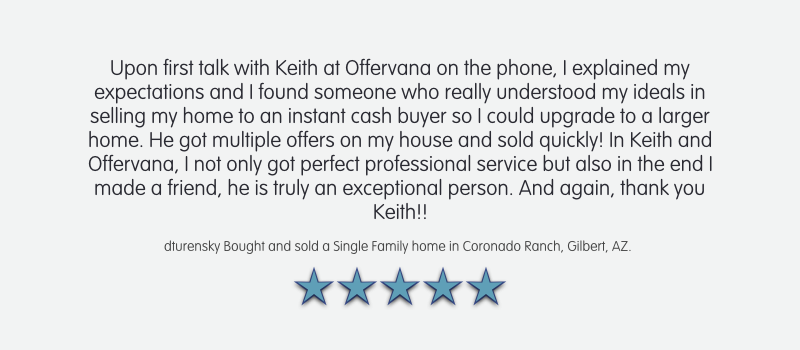 Upon first talk with Keith at Offervana on the phone, I explained my
expectations and I found someone who really understood my ideals in
selling my home to an instant cash buyer so I could upgrade to a larger
home. He got multiple offers on my house and sold quickly! In Keith and
Offervana, I not only got perfect professional service but also in the end I
made a friend, he is truly an exceptional person. And again, thank you
Keith!!
dturensky Bought and sold a Single Family home in Coronado Ranch, Gilbert, AZ.